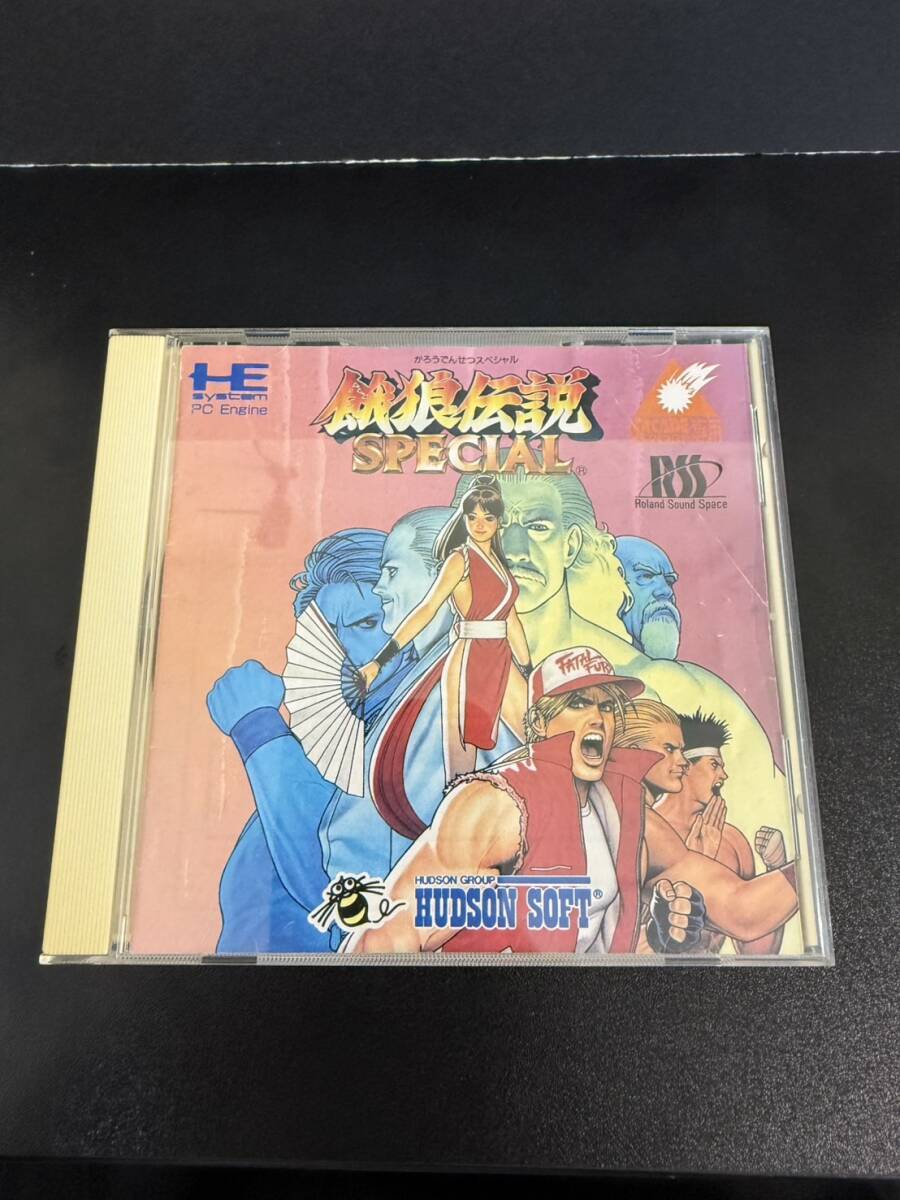 HE
system
PC Engine
がろうでんせつスペシャル
餓狼伝説
SPECIAL®
RSS
Roland Sound Space
FATAL
FURY
HUDSON GROUP
HUDSON SOFT®